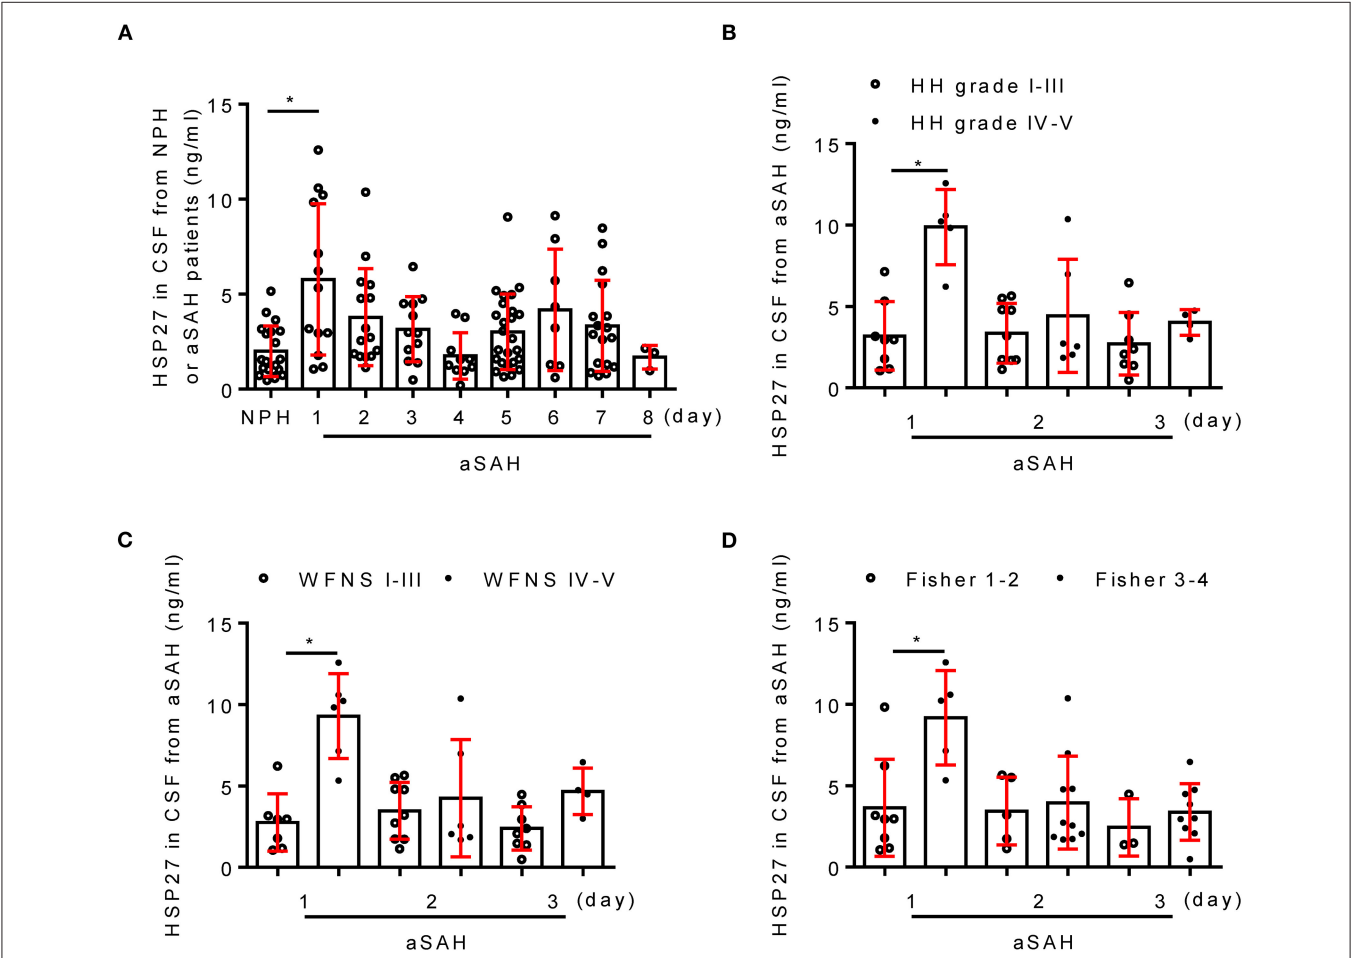 A
HSP27 in CSF from NPH
or aSAH patients (ng/ml)
15
10
5
0
*
NPH 1 2 3 4 5 6 7 8 (day)
aSAH
B
HSP27 in CSF from aSAH (ng/ml)
HH grade I-III
HH grade IV-V
15
10
5
0
*
1 2 3 (day)
aSAH
C
HSP27 in CSF from aSAH (ng/ml)
WFNS I-III WFNS IV-V
15
10
5
0
*
1 2 3 (day)
aSAH
D
HSP27 in CSF from aSAH (ng/ml)
Fisher 1-2 Fisher 3-4
15
10
5
0
*
1 2 3 (day)
aSAH